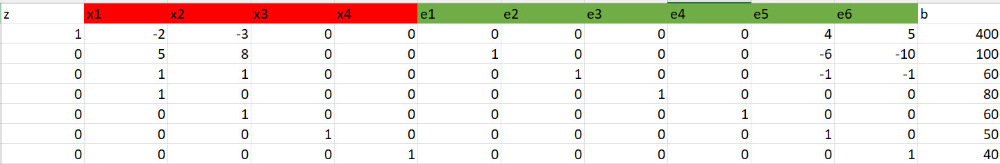 z x1 x2 x3 x4 e1 e2 e3 e4 e5 e6 b
1 -2 -3 0 0 0 0 0 0 4 5 400
0 5 8 0 0 1 0 0 0 -6 -10 100
0 1 1 0 0 0 1 0 0 -1 -1 60
0 1 0 0 0 0 0 1 0 0 0 80
0 0 1 0 0 0 0 0 1 0 0 60
0 0 0 1 0 0 0 0 0 1 0 50
0 0 0 0 1 0 0 0 0 0 1 40